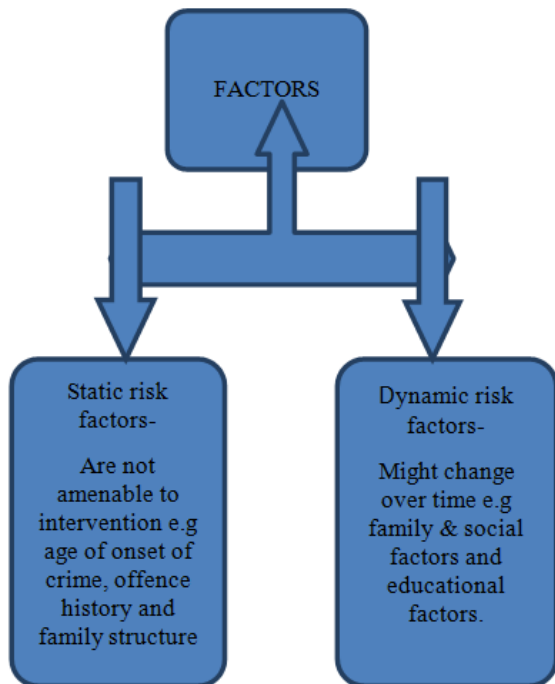 FACTORS
Static risk
factors-
Are not
amenable to
intervention e.g
age of onset of
crime, offence
history and
family structure
Dynamic risk
factors-
Might change
over time e.g
family & social
factors and
educational
factors.